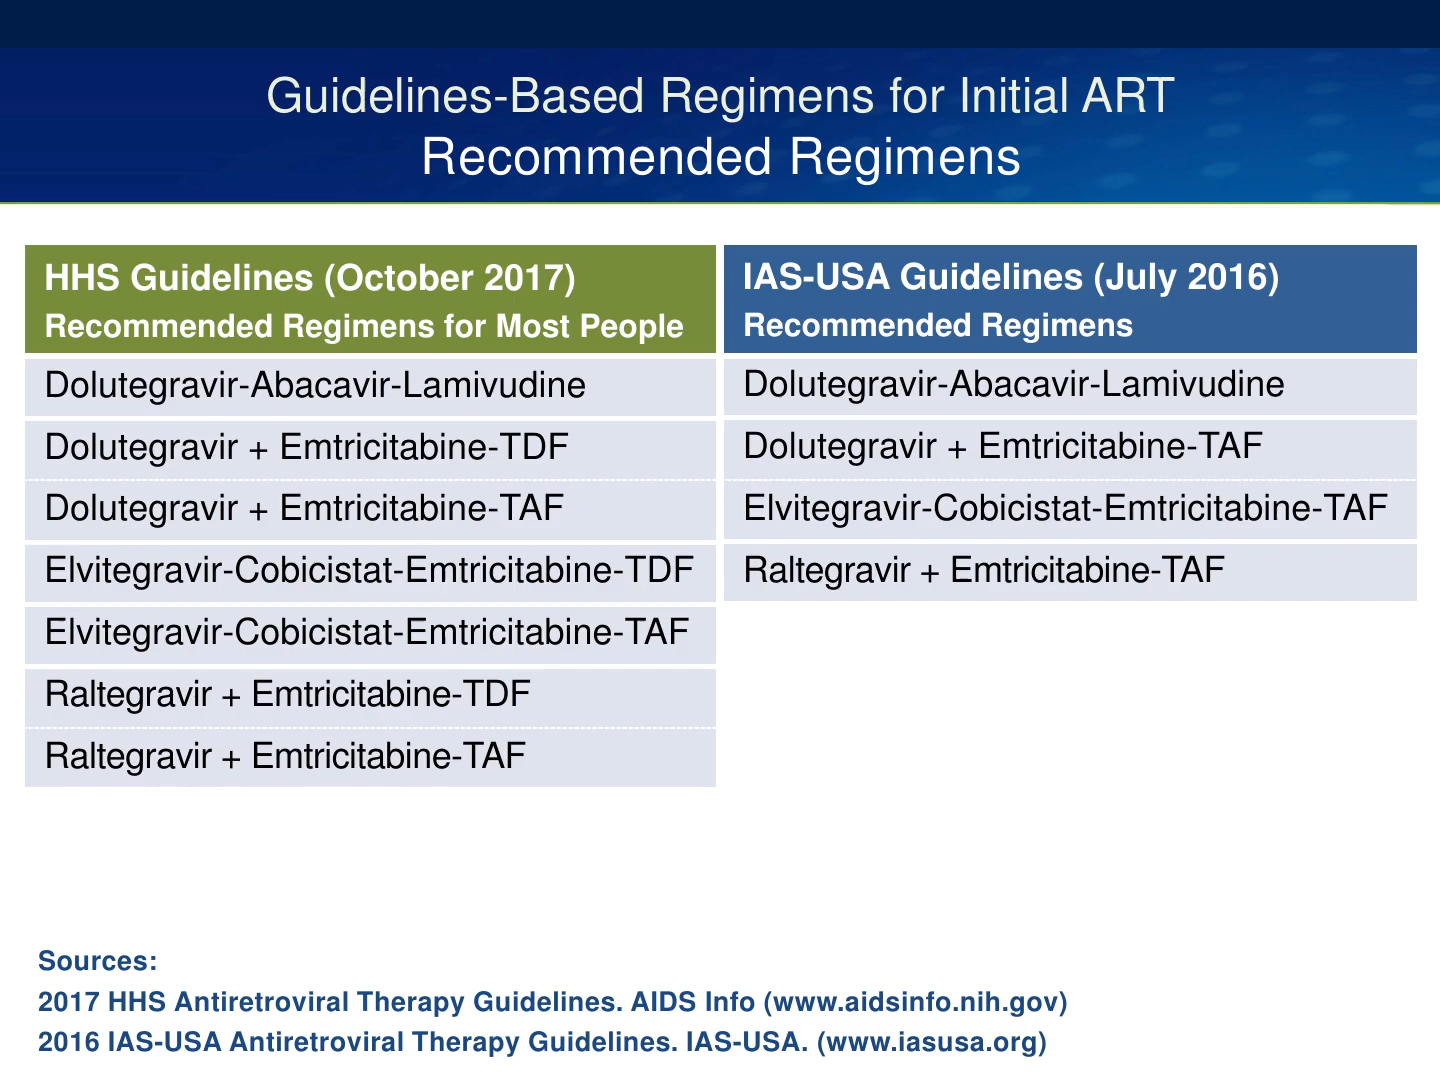 Guidelines-Based Regimens for Initial ART
Recommended Regimens
HHS Guidelines (October 2017)
Recommended Regimens for Most People
Dolutegravir-Abacavir-Lamivudine
Dolutegravir + Emtricitabine-TDF
Dolutegravir + Emtricitabine-TAF
Elvitegravir-Cobicistat-Emtricitabine-TDF
Elvitegravir-Cobicistat-Emtricitabine-TAF
Raltegravir + Emtricitabine-TDF
Raltegravir + Emtricitabine-TAF
IAS-USA Guidelines (July 2016)
Recommended Regimens
Dolutegravir-Abacavir-Lamivudine
Dolutegravir + Emtricitabine-TAF
Elvitegravir-Cobicistat-Emtricitabine-TAF
Raltegravir + Emtricitabine-TAF
Sources:
2017 HHS Antiretroviral Therapy Guidelines. AIDS Info (www.aidsinfo.nih.gov)
2016 IAS-USA Antiretroviral Therapy Guidelines. IAS-USA. (www.iasusa.org)